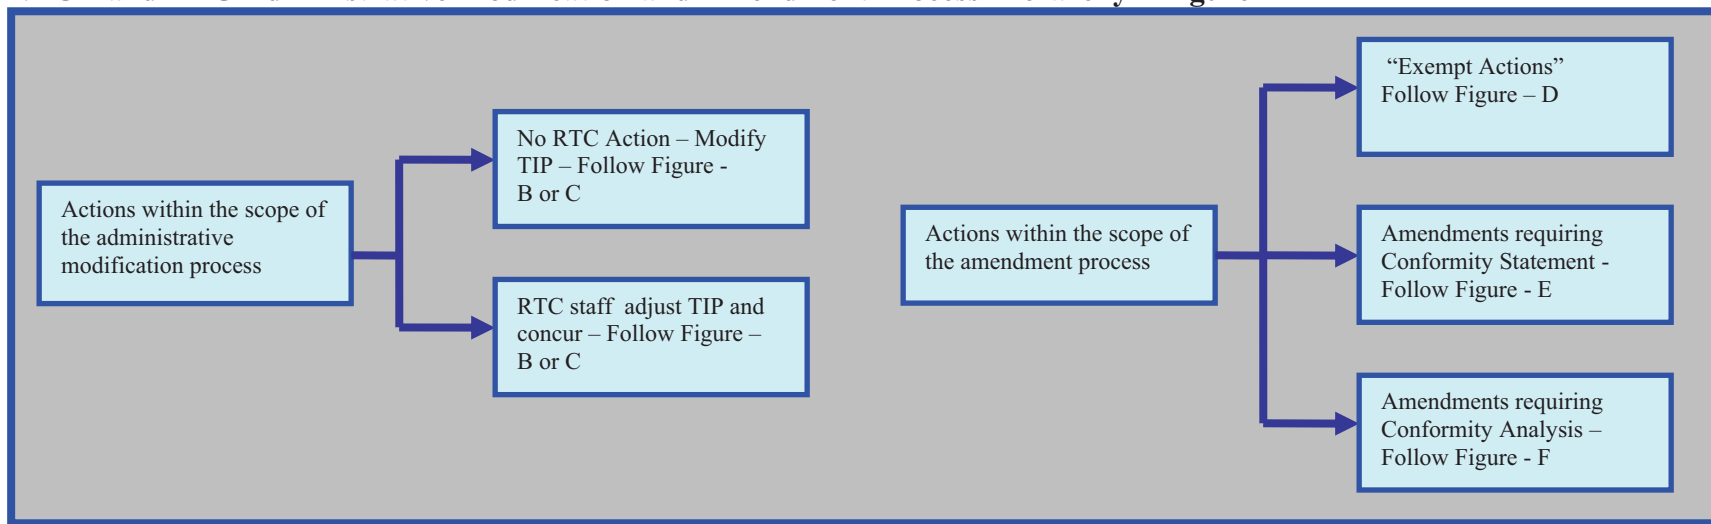 Actions within the scope of
the administrative
modification process
No RTC Action – Modify
TIP – Follow Figure -
B or C
RTC staff  adjust TIP and
concur – Follow Figure –
B or C
Actions within the scope of
the amendment process
“Exempt Actions”
Follow Figure – D
Amendments requiring
Conformity Statement -
Follow Figure - E
Amendments requiring
Conformity Analysis –
Follow Figure - F